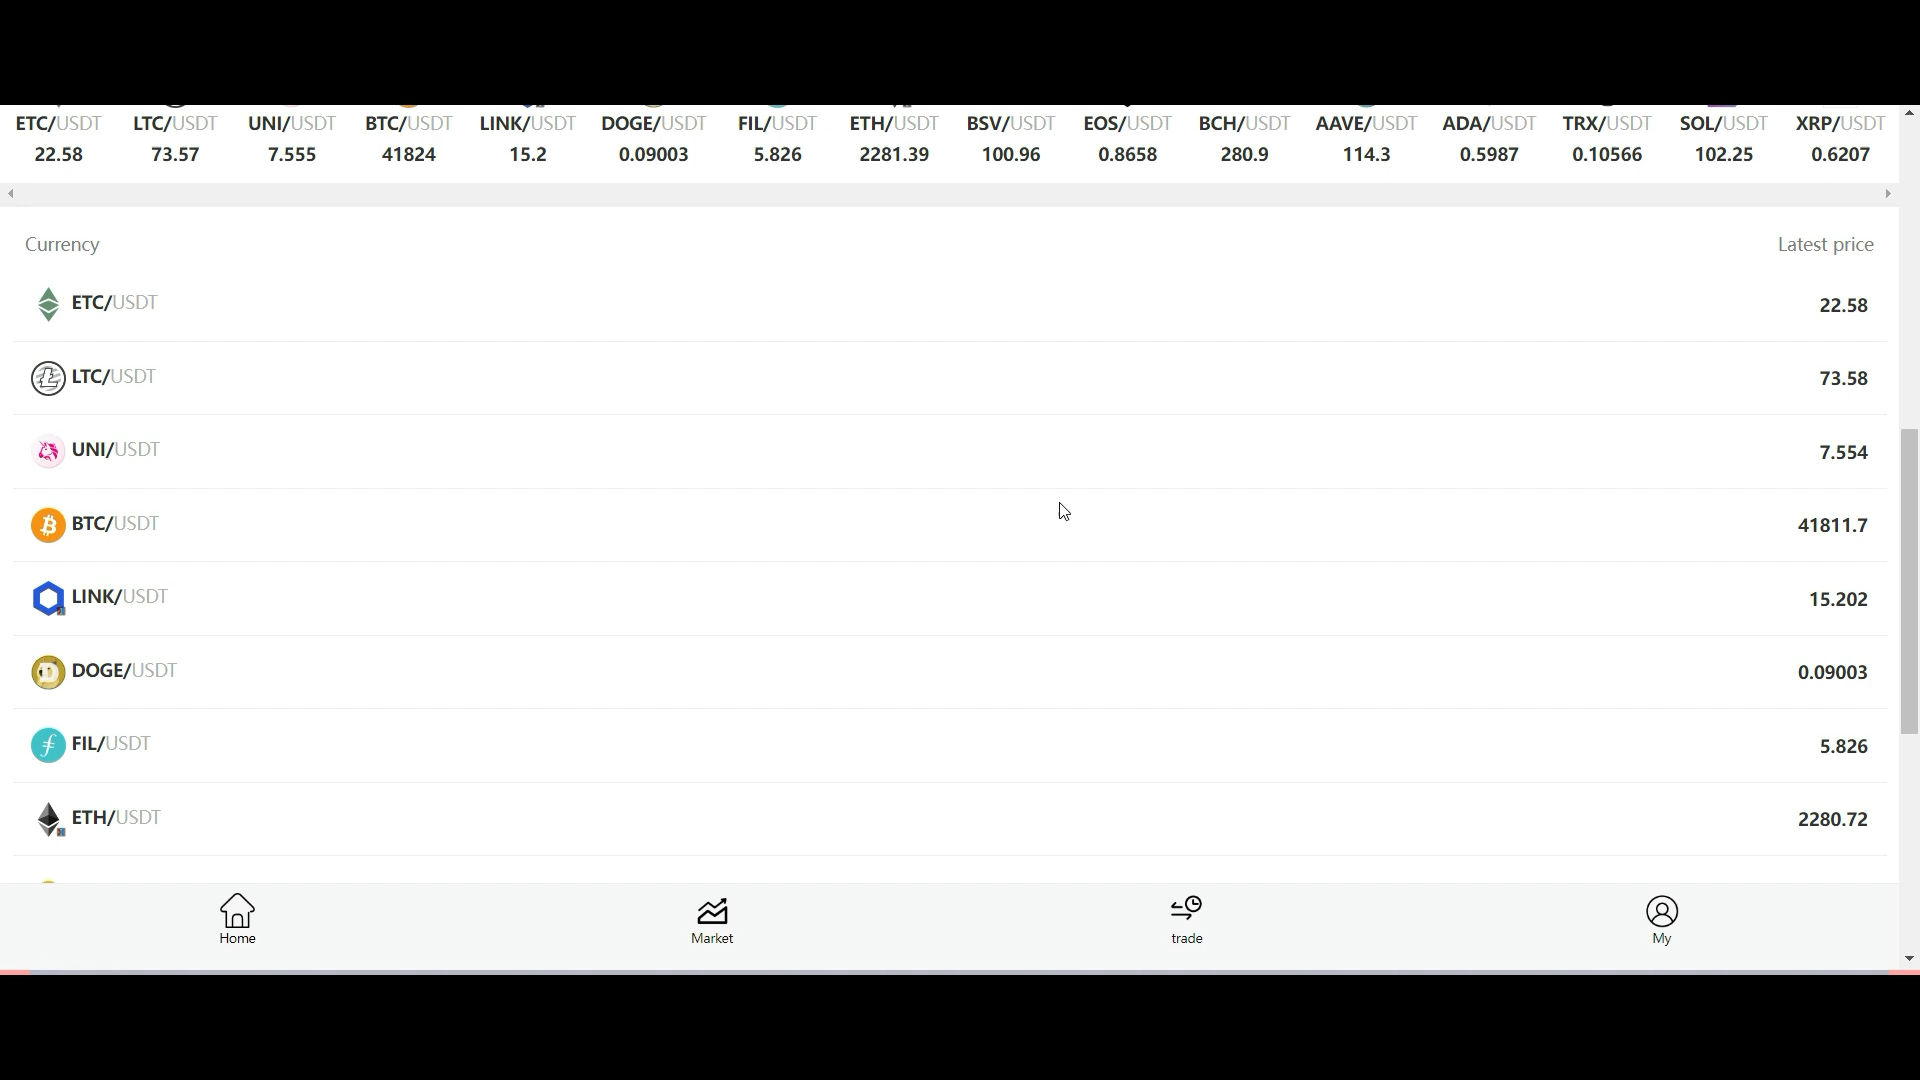 ETC/USDT LTC/USDT UNI/USDT BTC/USDT LINK/USDT DOGE/USDT FIL/USDT ETH/USDT BSV/USDT EOS/USDT BCH/USDT AAVE/USDT ADA/USDT TRX/USDT SOL/USDT XRP/USDT
22.58 73.57 7.555 41824 15.2 0.09003 5.826 2281.39 100.96 0.8658 280.9 114.3 0.5987 0.10566 102.25 0.6207
Currency Latest price
ETC/USDT 22.58
LTC/USDT 73.58
UNI/USDT 7.554
BTC/USDT 41811.7
LINK/USDT 15.202
DOGE/USDT 0.09003
FIL/USDT 5.826
ETH/USDT 2280.72
Home Market trade My